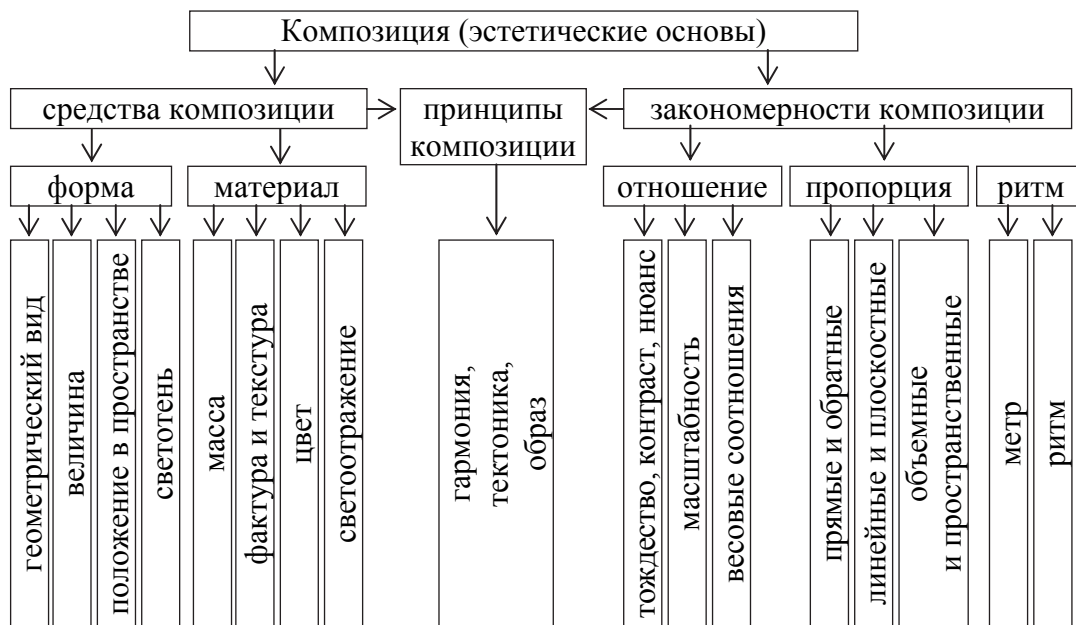 Композиция (эстетические основы)
средства композиции
принципы
композиции
закономерности композиции
форма
материал
отношение
пропорция
ритм
геометрический вид
величина
положение в пространстве
светотень
масса
фактура и текстура
цвет
светоотражение
гармония,
тектоника,
образ
тождество, контраст, нюанс
масштабность
весовые соотношения
прямые и обратные
линейные и плоскостные
объемные
и пространственные
метр
ритм